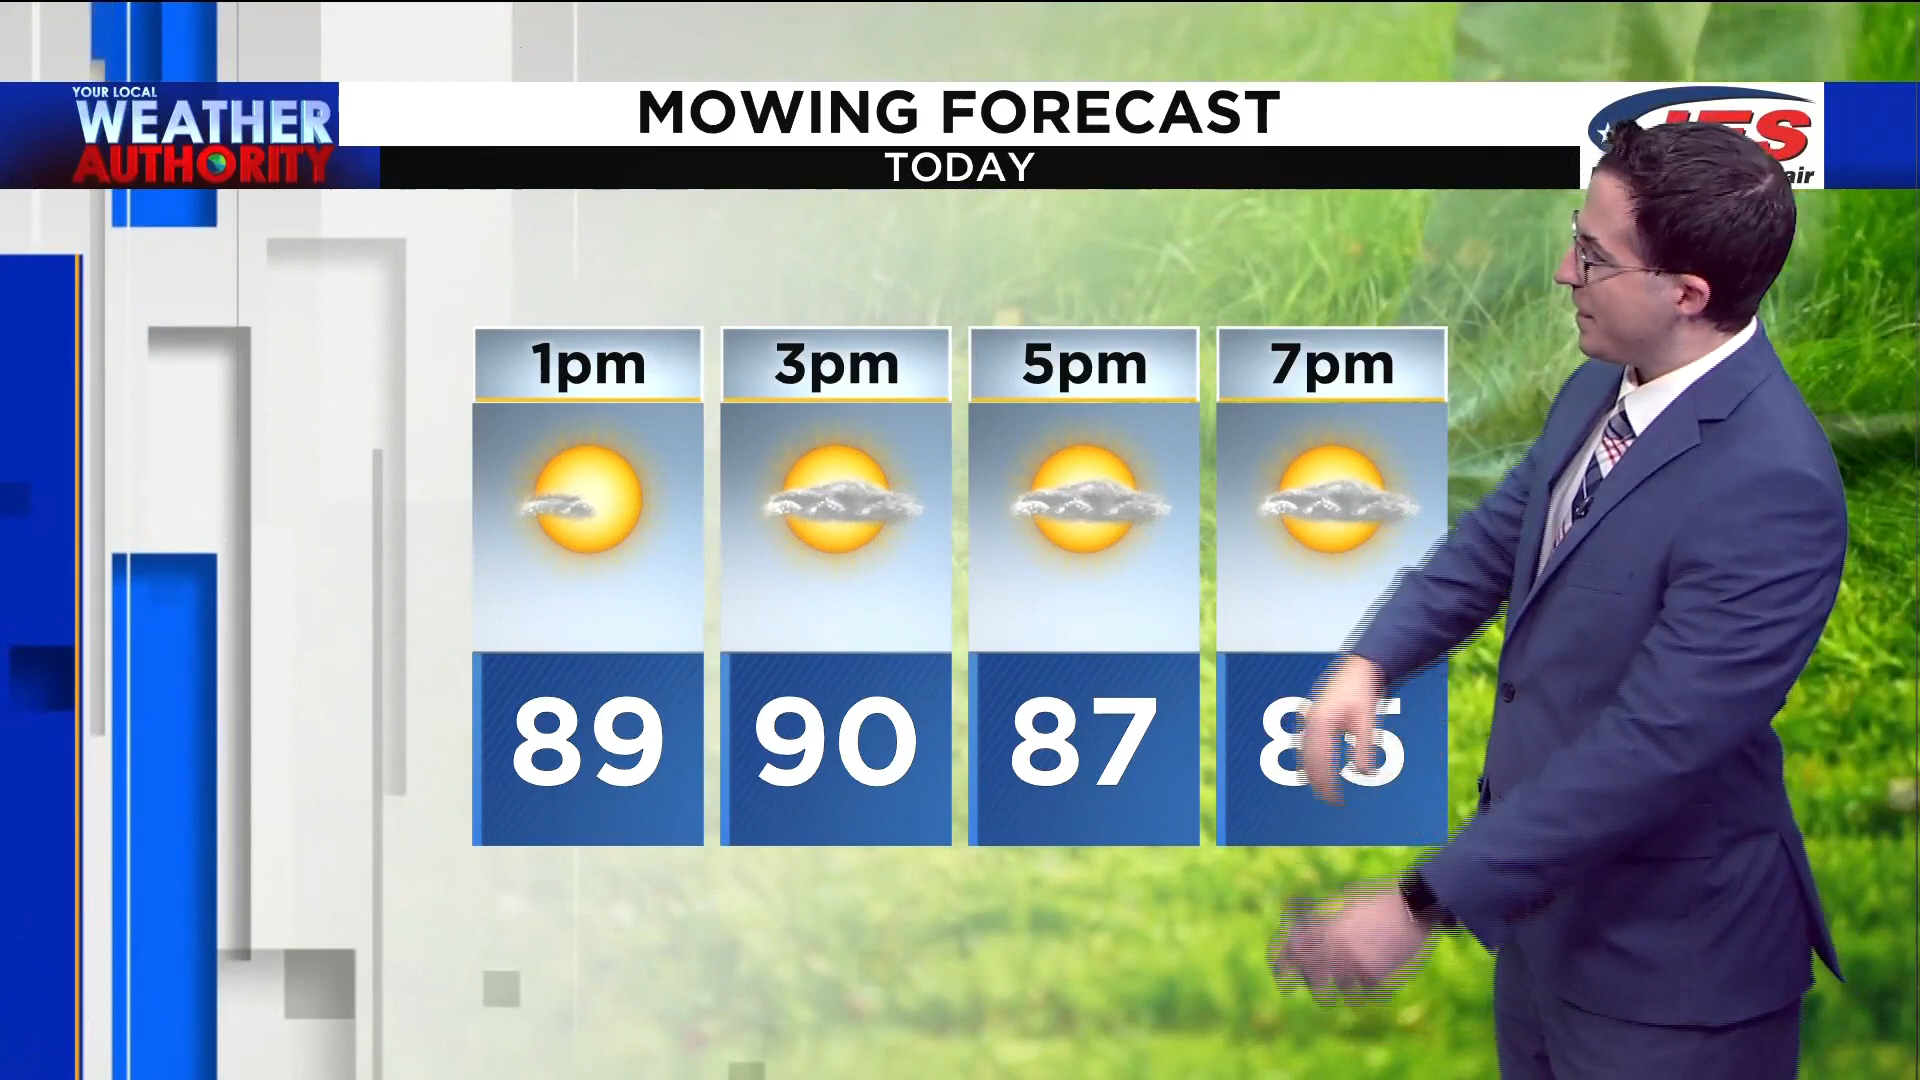 YOUR LOCAL
WEATHER
AUTHORITY
MOWING FORECAST
TODAY
1pm
3pm
5pm
7pm
89
90
87